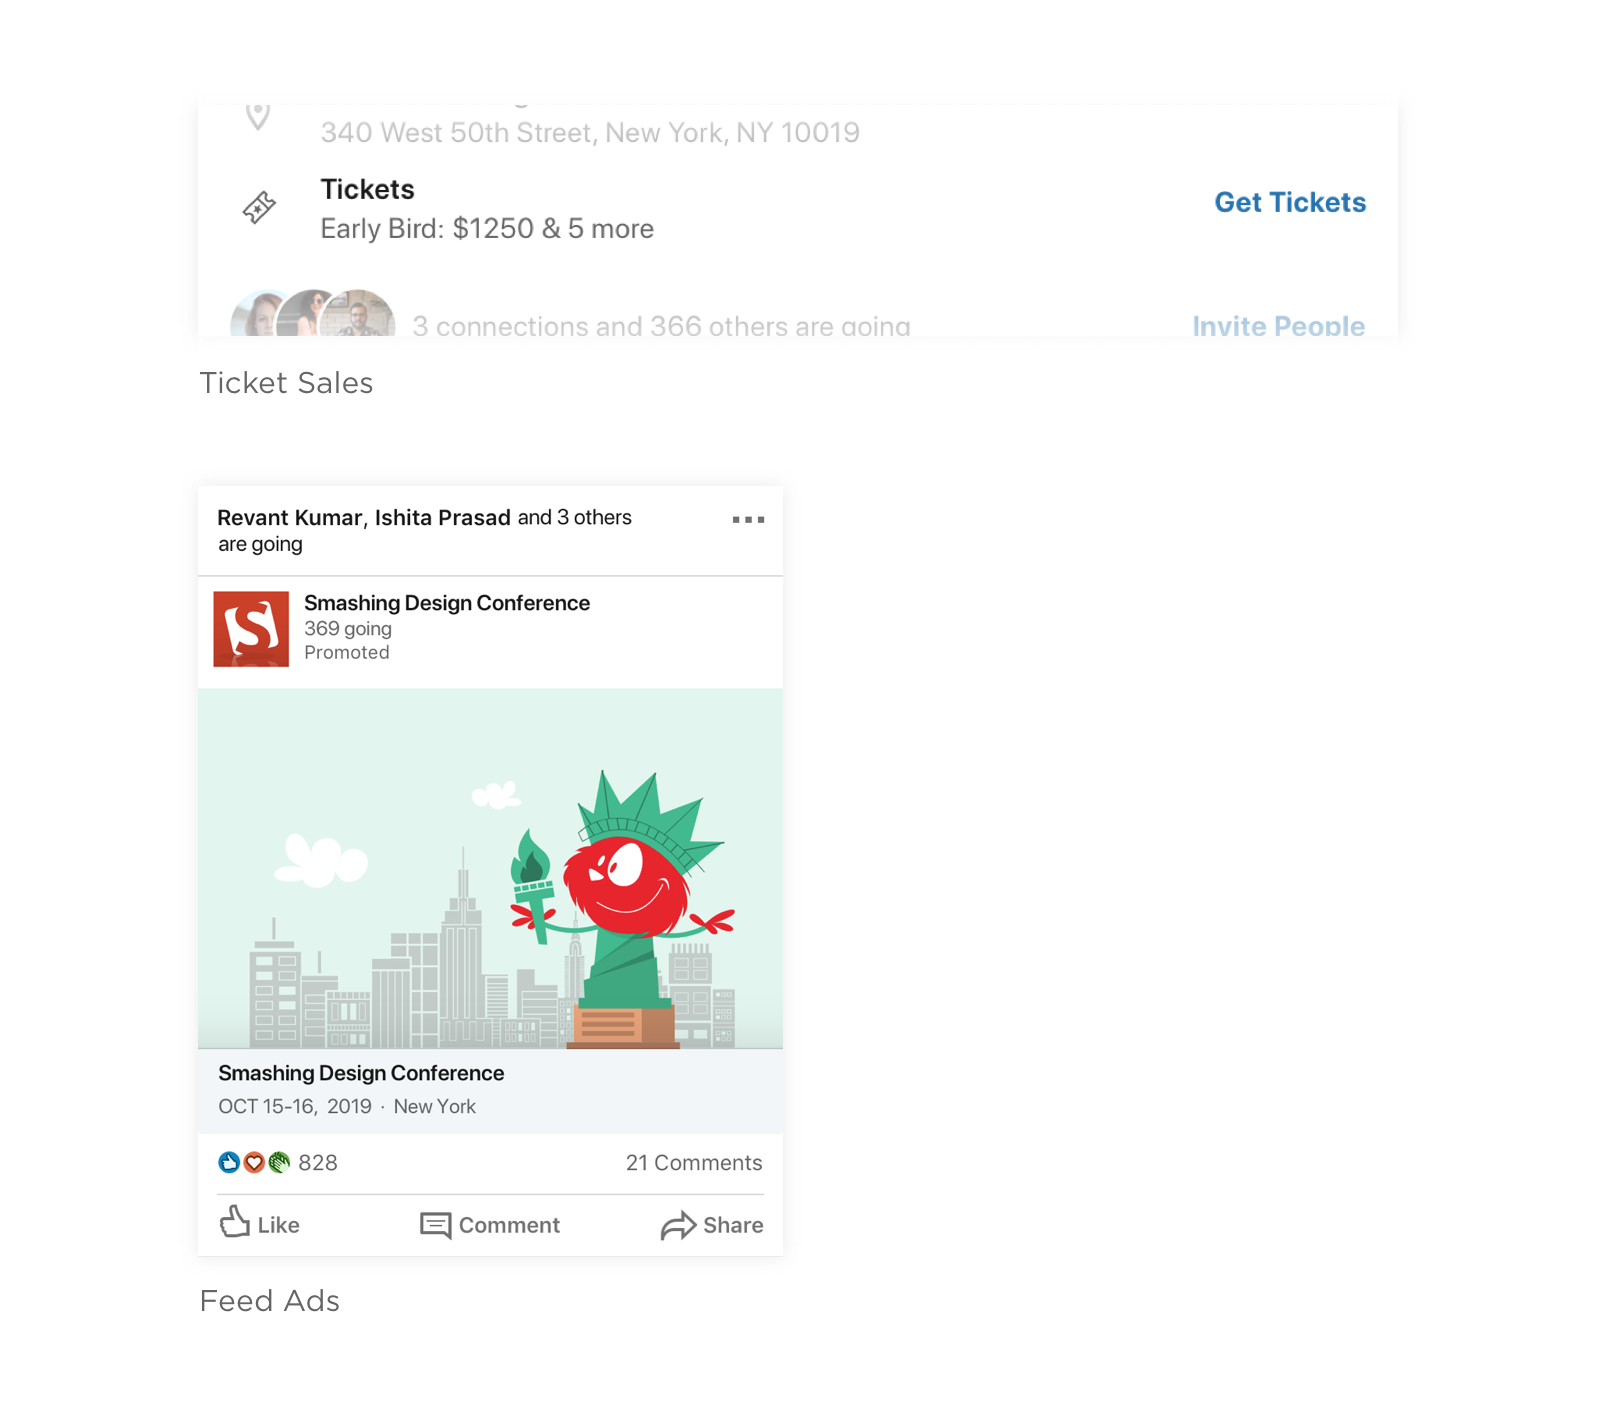 340 West 50th Street, New York, NY 10019
Tickets
Early Bird: $1250 & 5 more
Get Tickets
3 connections and 366 others are going
Invite People
Ticket Sales
Revant Kumar, Ishita Prasad and 3 others
are going
Smashing Design Conference
369 going
Promoted
Smashing Design Conference
OCT 15-16, 2019 · New York
828
21 Comments
Like
Comment
Share
Feed Ads